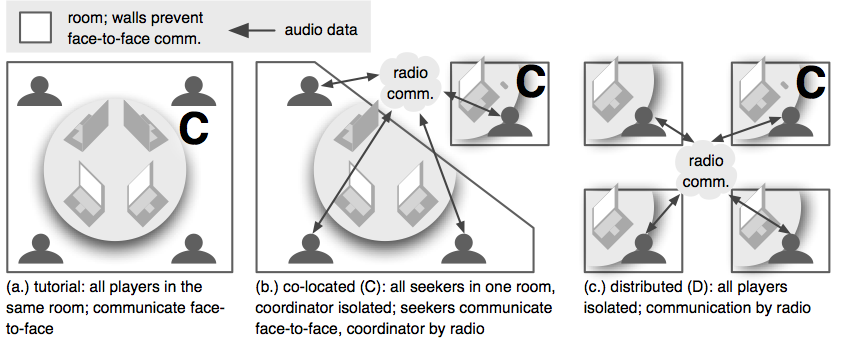 room; walls prevent
face-to-face comm.
audio data
C
radio
comm.
C
C
radio
comm.
(a.) tutorial: all players in the
same room; communicate face-
to-face
(b.) co-located (C): all seekers in one room,
coordinator isolated; seekers communicate
face-to-face, coordinator by radio
(c.) distributed (D): all players
isolated; communication by radio